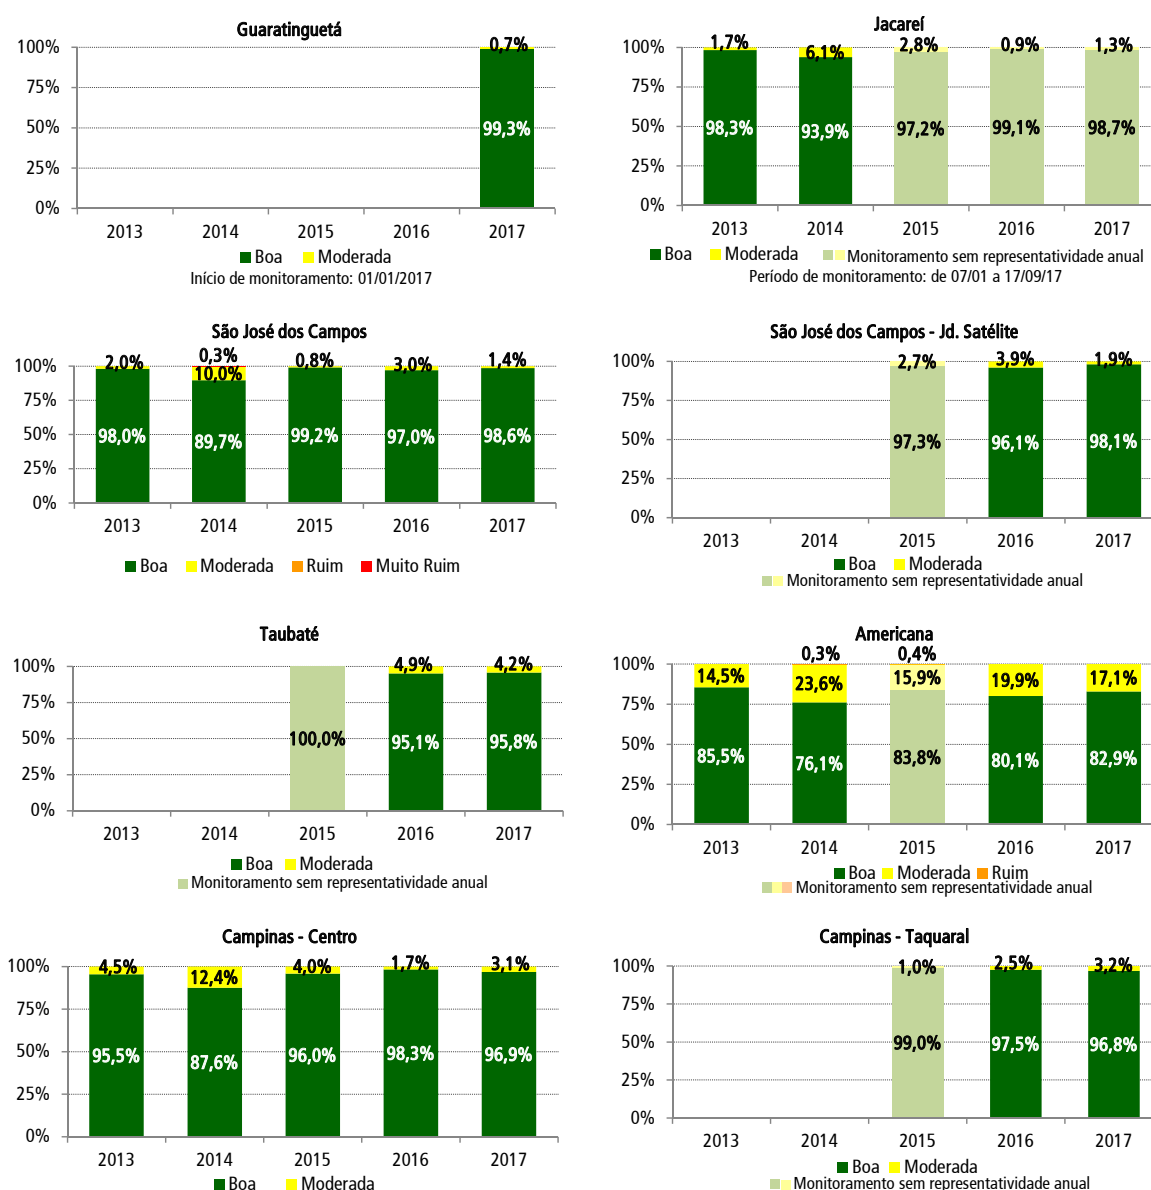 Guaratinguetá
100%
75%
50%
25%
0%
0,7%
99,3%
2013 2014 2015 2016 2017
Boa Moderada
Início de monitoramento: 01/01/2017
Jacareí
100%
75%
50%
25%
0%
1,7% 6,1% 2,8% 0,9% 1,3%
98,3% 93,9% 97,2% 99,1% 98,7%
2013 2014 2015 2016 2017
Boa Moderada Monitoramento sem representatividade anual
Período de monitoramento: de 07/01 a 17/09/17
São José dos Campos
100%
75%
50%
25%
0%
0,3%
2,0% 10,0% 0,8% 3,0% 1,4%
98,0% 89,7% 99,2% 97,0% 98,6%
2013 2014 2015 2016 2017
Boa Moderada Ruim Muito Ruim
São José dos Campos - Jd. Satélite
100%
75%
50%
25%
0%
2,7% 3,9% 1,9%
97,3% 96,1% 98,1%
2013 2014 2015 2016 2017
Boa Moderada
Monitoramento sem representatividade anual
Taubaté
100%
75%
50%
25%
0%
4,9% 4,2%
100,0% 95,1% 95,8%
2013 2014 2015 2016 2017
Boa Moderada
Monitoramento sem representatividade anual
Americana
100%
75%
50%
25%
0%
0,3% 0,4%
14,5% 23,6% 15,9% 19,9% 17,1%
85,5% 76,1% 83,8% 80,1% 82,9%
2013 2014 2015 2016 2017
Boa Moderada Ruim
Monitoramento sem representatividade anual
Campinas - Centro
100%
75%
50%
25%
0%
4,5% 12,4% 4,0% 1,7% 3,1%
95,5% 87,6% 96,0% 98,3% 96,9%
2013 2014 2015 2016 2017
Boa Moderada
Campinas - Taquaral
100%
75%
50%
25%
0%
1,0% 2,5% 3,2%
99,0% 97,5% 96,8%
2013 2014 2015 2016 2017
Boa Moderada
Monitoramento sem representatividade anual